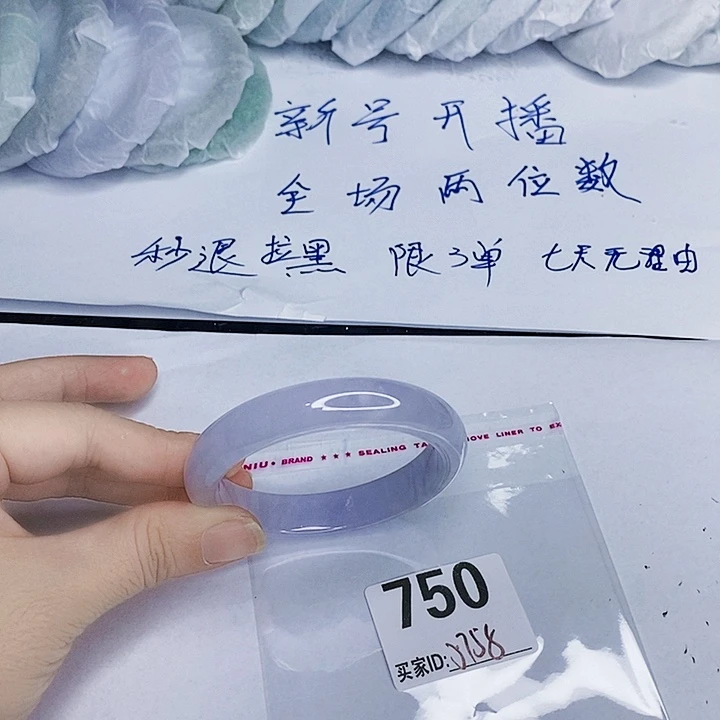 新号开播
全场两位数
秒退拉黑 限3单 七天无理由
NIU • BRAND ★ ★ ★ SEALING TA
OVE LINER TO EX
750
买家ID: